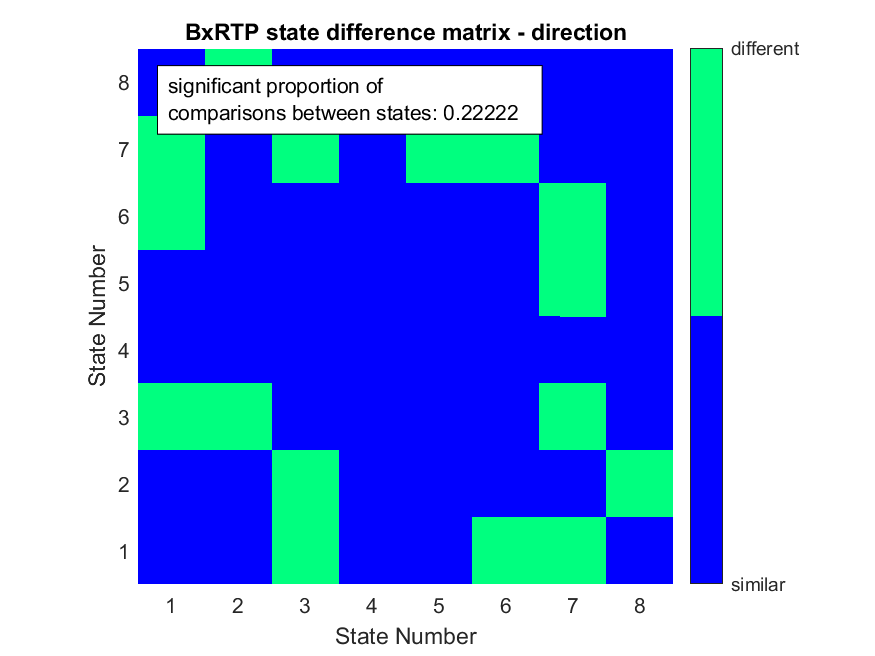 BxRTP state difference matrix - direction
different
significant proportion of
comparisons between states: 0.22222
8
7
6
5
4
3
2
1
State Number
similar
1 2 3 4 5 6 7 8
State Number